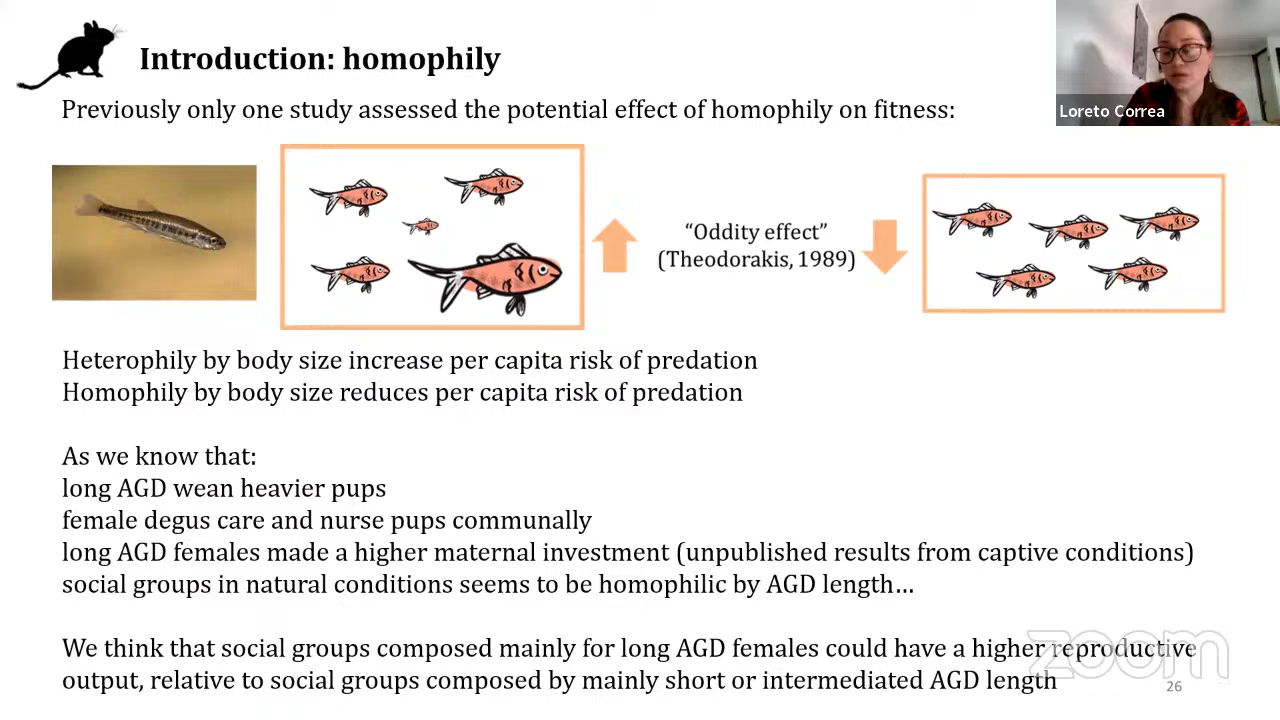 Introduction: homophily
Loreto Correa
Previously only one study assessed the potential effect of homophily on fitness:
“Oddity effect”
(Theodorakis, 1989)
Heterophily by body size increase per capita risk of predation
Homophily by body size reduces per capita risk of predation
As we know that:
long AGD wean heavier pups
female degus care and nurse pups communally
long AGD females made a higher maternal investment (unpublished results from captive conditions)
social groups in natural conditions seems to be homophilic by AGD length…
We think that social groups composed mainly for long AGD females could have a higher reproductive
output, relative to social groups composed by mainly short or intermediated AGD length
zoom
26